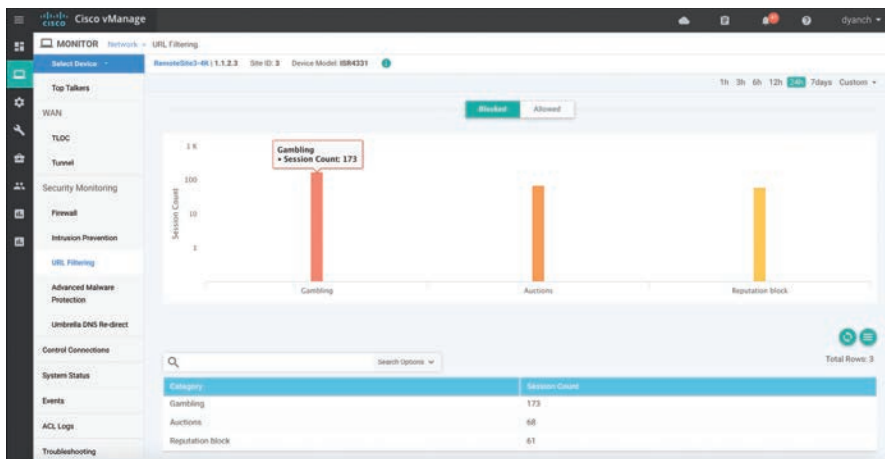 cisco Cisco vManage
dyanch
MONITOR Network > URL Filtering
Select Device
RemoteSite3-4K | 1.1.2.3 Site ID: 3 Device Model: ISR4331
1h 3h 6h 12h 24h 7days Custom
Top Talkers
WAN
TLOC
Tunnel
Security Monitoring
Firewall
Intrusion Prevention
URL Filtering
Advanced Malware
Protection
Umbrella DNS Re-direct
Control Connections
System Status
Events
ACL Logs
Troubleshooting
Blocked Allowed
Gambling
• Session Count: 173
Session Count
1 K
100
10
1
Gambling Auctions Reputation block
Search Options
Total Rows: 3
Category Session Count
Gambling 173
Auctions 68
Reputation block 61